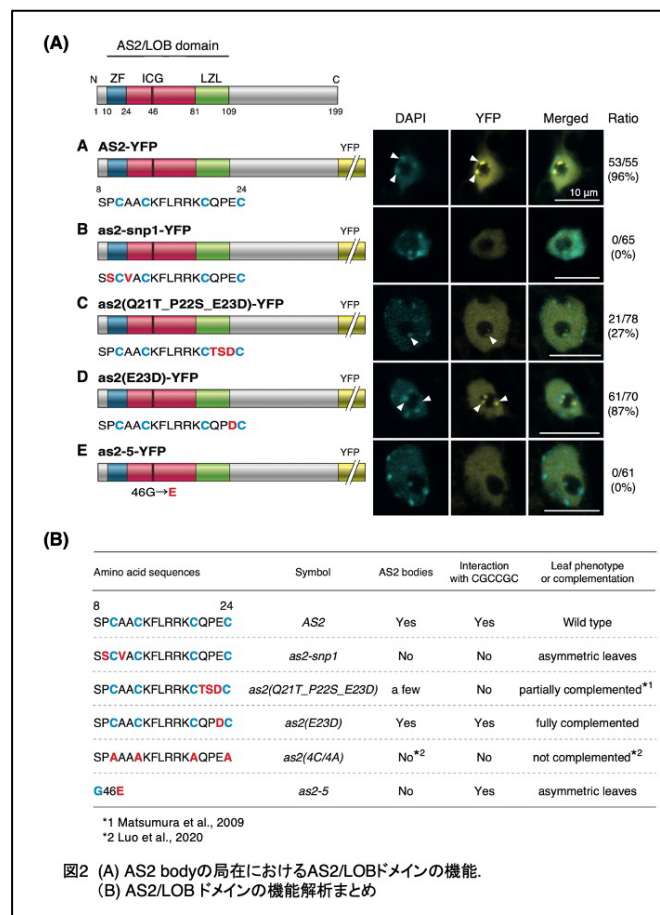 (A)
AS2/LOB domain
N ZF ICG LZL C
1 10 24 46 81 109 199
DAPI YFP Merged Ratio
A AS2-YFP YFP
8 24
SPCAACKFLRRKCQPEC
10 μm
53/55
(96%)
B as2-snp1-YFP YFP
SSCVACKFLRRKCQPEC
0/65
(0%)
C as2(Q21T_P22S_E23D)-YFP YFP
SPCAACKFLRRKCTSDC
21/78
(27%)
D as2(E23D)-YFP YFP
SPCAACKFLRRKCQPDC
61/70
(87%)
E as2-5-YFP YFP
46G→E
0/61
(0%)
(B)
Amino acid sequences Symbol AS2 bodies Interaction with CGCCGC Leaf phenotype or complementation
8 24
SPCAACKFLRRKCQPEC AS2 Yes Yes Wild type
SSCVACKFLRRKCQPEC as2-snp1 No No asymmetric leaves
SPCAACKFLRRKCTSDC as2(Q21T_P22S_E23D) a few No partially complemented*1
SPCAACKFLRRKCQPDC as2(E23D) Yes Yes fully complemented
SPAAAAKFLRRKAQPEA as2(4C/4A) No*2 No not complemented*2
G46E as2-5 No Yes asymmetric leaves
*1 Matsumura et al., 2009
*2 Luo et al., 2020
図2 (A) AS2 bodyの局在におけるAS2/LOBドメインの機能.
(B) AS2/LOB ドメインの機能解析まとめ